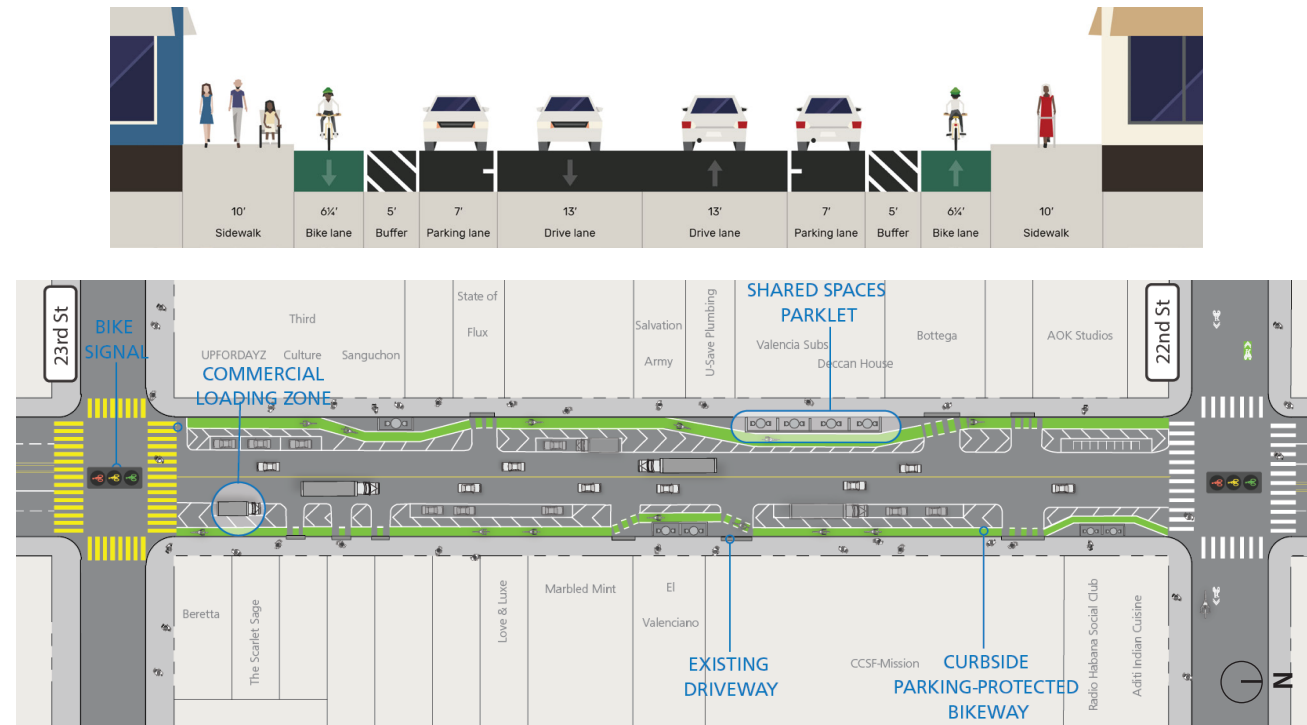 10’ 6¼’ 5’ 7’ 13’ 13’ 7’ 5’ 6¼’ 10’
Sidewalk Bike lane Buffer Parking lane Drive lane Drive lane Parking lane Buffer Bike lane Sidewalk
23rd St
BIKE
SIGNAL
UPFORDAYZ
Third
Culture
Sanguchon
COMMERCIAL
LOADING ZONE
State of
Flux
Salvation
Army
U-Save Plumbing
SHARED SPACES
PARKLET
Valencia Subs
Deccan House
Bottega
AOK Studios
22nd St
Beretta
The Scarlet Sage
Love & Luxe
Marbled Mint
El
Valenciano
EXISTING
DRIVEWAY
CCSF-Mission
CURBSIDE
PARKING-PROTECTED
BIKEWAY
Radio Habana Social Club
Aditi Indian Cuisine
N